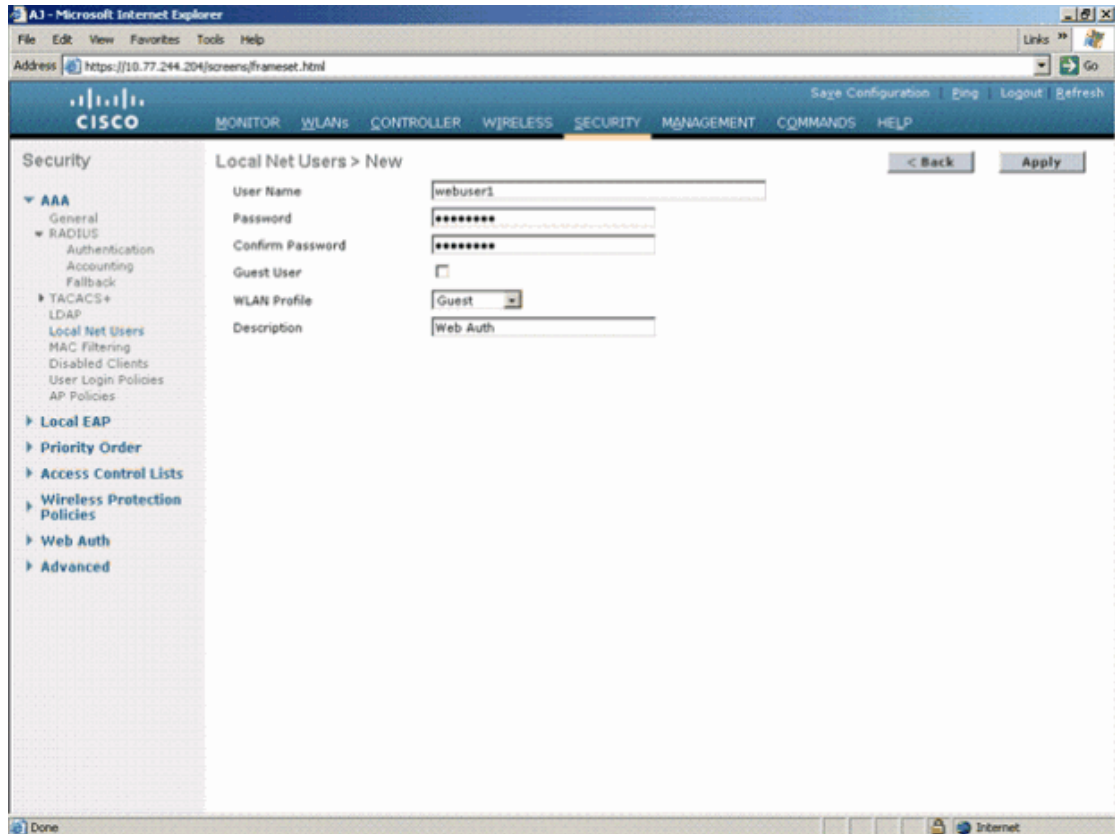 AJ - Microsoft Internet Explorer
File Edit View Favorites Tools Help
Links »
Address https://10.77.244.204/screens/frameset.html
Go
Save Configuration | Ping | Logout | Refresh
CISCO
MONITOR WLANs CONTROLLER WIRELESS SECURITY MANAGEMENT COMMANDS HELP
Security
AAA
General
RADIUS
Authentication
Accounting
Fallback
TACACS+
LDAP
Local Net Users
MAC Filtering
Disabled Clients
User Login Policies
AP Policies
Local EAP
Priority Order
Access Control Lists
Wireless Protection
Policies
Web Auth
Advanced
Local Net Users > New
< Back
Apply
User Name webuser1
Password ••••••••
Confirm Password ••••••••
Guest User
WLAN Profile Guest
Description Web Auth
Done
Internet